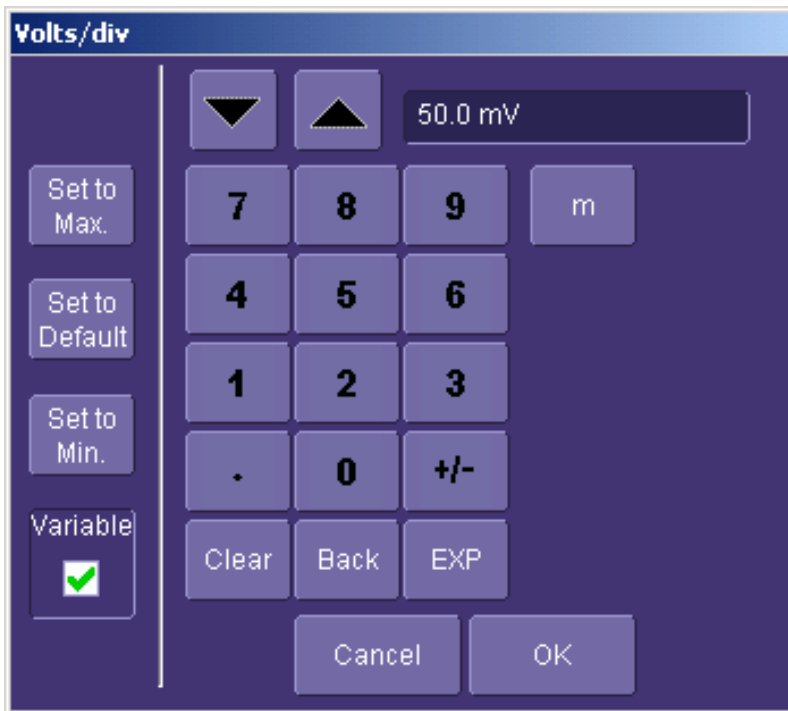 Volts/div
50.0 mV
Set to
Max.
7 8 9 m
Set to
Default
4 5 6
1 2 3
Set to
Min.
. 0 +/-
Variable
Clear Back EXP
Cancel OK